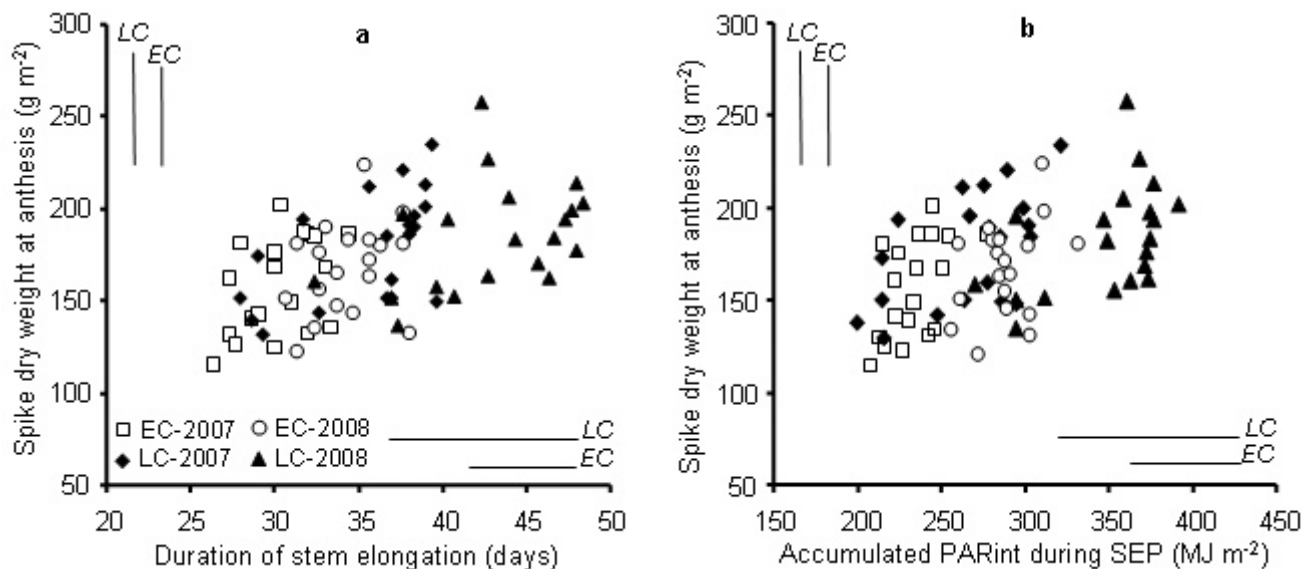 a
300
250
200
150
100
50
LC
EC
Spike dry weight at anthesis (g m-2)
EC-2007
EC-2008
LC-2007
LC-2008
LC
EC
20
30
40
50
Duration of stem elongation (days)
b
300
250
200
150
100
50
LC
EC
Spike dry weight at anthesis (g m-2)
LC
EC
150
200
250
300
350
400
450
Accumulated PARint during SEP (MJ m-2)